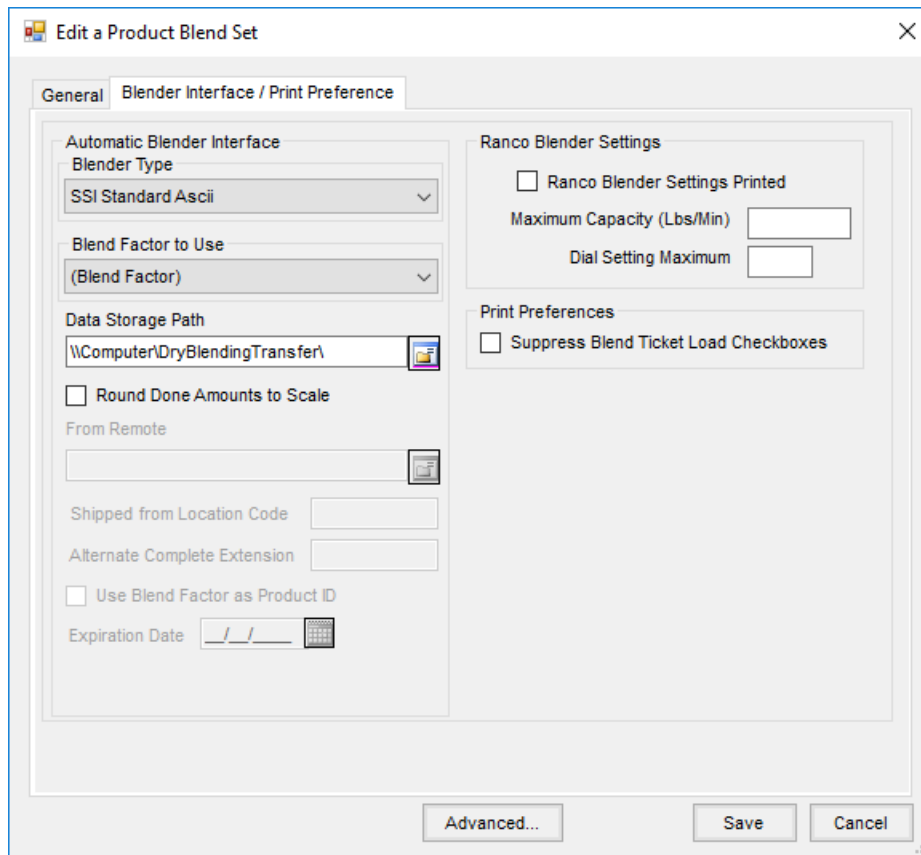 Edit a Product Blend Set
General
Blender Interface / Print Preference
Automatic Blender Interface
Blender Type
SSI Standard Ascii
Blend Factor to Use
(Blend Factor)
Data Storage Path
\\Computer\DryBlendingTransfer\
Round Done Amounts to Scale
From Remote
Shipped from Location Code
Alternate Complete Extension
Use Blend Factor as Product ID
Expiration Date __/__/____
Ranco Blender Settings
Ranco Blender Settings Printed
Maximum Capacity (Lbs/Min)
Dial Setting Maximum
Print Preferences
Suppress Blend Ticket Load Checkboxes
Advanced...
Save
Cancel